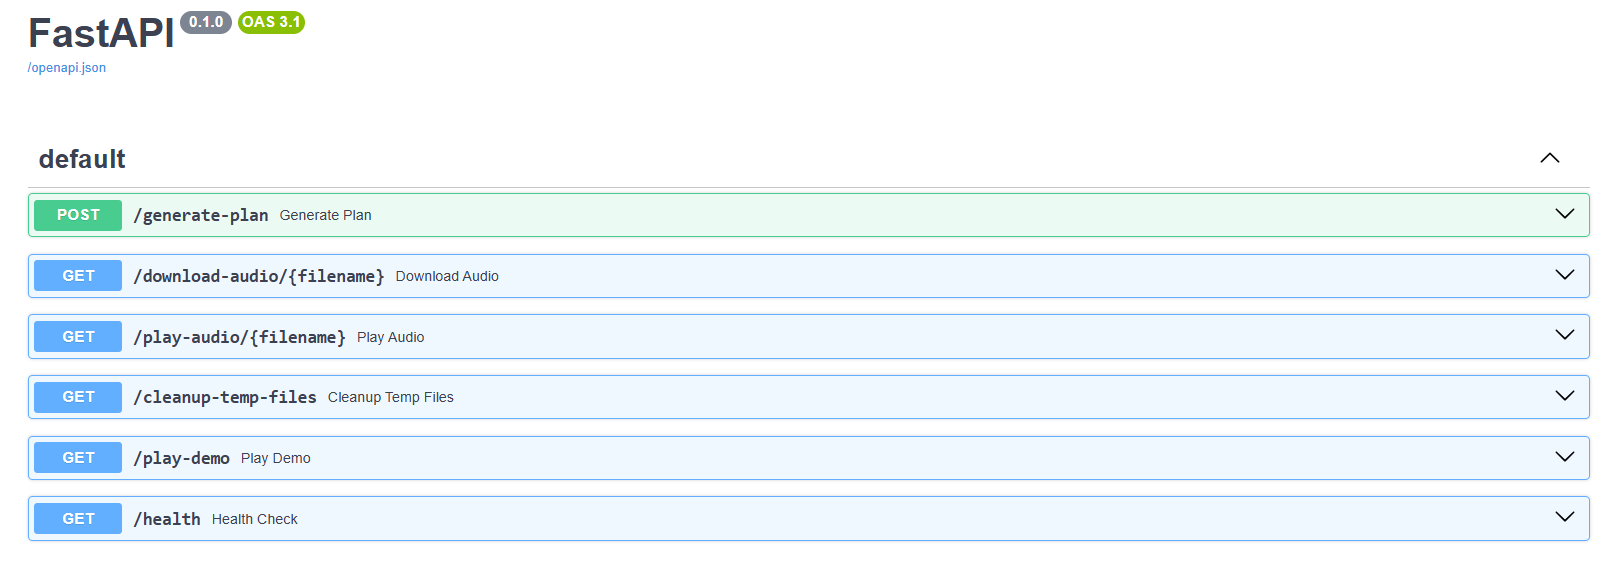 FastAPI 0.1.0 OAS 3.1
/openapi.json
default
POST /generate-plan Generate Plan
GET /download-audio/{filename} Download Audio
GET /play-audio/{filename} Play Audio
GET /cleanup-temp-files Cleanup Temp Files
GET /play-demo Play Demo
GET /health Health Check